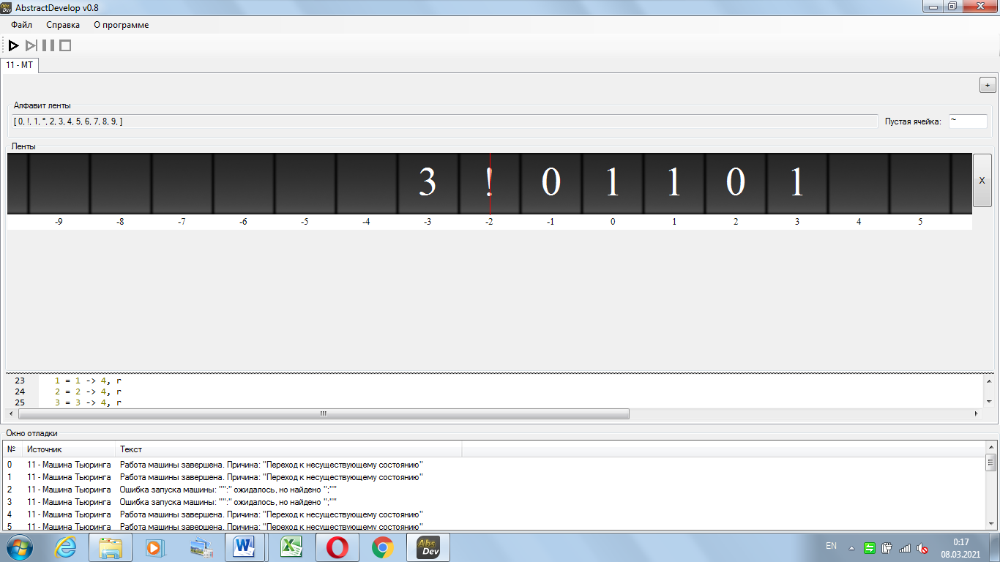 AbstractDevelop v0.8
Файл Справка О программе
11 - МТ
+
Алфавит ленты
[ 0, !, 1, *, 2, 3, 4, 5, 6, 7, 8, 9, ] Пустая ячейка: ~
Ленты
3 ! 0 1 1 0 1 X
-9 -8 -7 -6 -5 -4 -3 -2 -1 0 1 2 3 4 5
23 1 = 1 -> 4, r
24 2 = 2 -> 4, r
25 3 = 3 -> 4, r
Окно отладки
№ Источник Текст
0 11 - Машина Тьюринга Работа машины завершена. Причина: "Переход к несуществующему состоянию"
1 11 - Машина Тьюринга Работа машины завершена. Причина: "Переход к несуществующему состоянию"
2 11 - Машина Тьюринга Ошибка запуска машины: "":" ожидалось, но найдено ";""
3 11 - Машина Тьюринга Ошибка запуска машины: "":" ожидалось, но найдено ";""
4 11 - Машина Тьюринга Работа машины завершена. Причина: "Переход к несуществующему состоянию"
5 11 - Машина Тьюринга Работа машины завершена. Причина: "Переход к несуществующему состоянию"
Abs Dev EN 0:17
08.03.2021